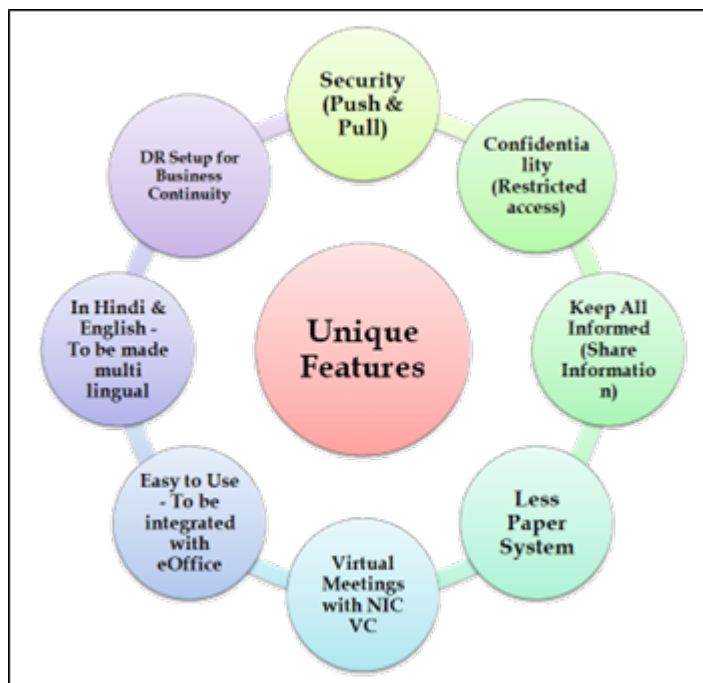 Security
(Push &
Pull)
Confidentia
lity
(Restricted
access)
Keep All
Informed
(Share
Informatio
n)
Less
Paper
System
Virtual
Meetings
with NIC
VC
Easy to Use
- To be
integrated
with
eOffice
In Hindi &
English -
To be made
multi
lingual
DR Setup for
Business
Continuity
Unique
Features